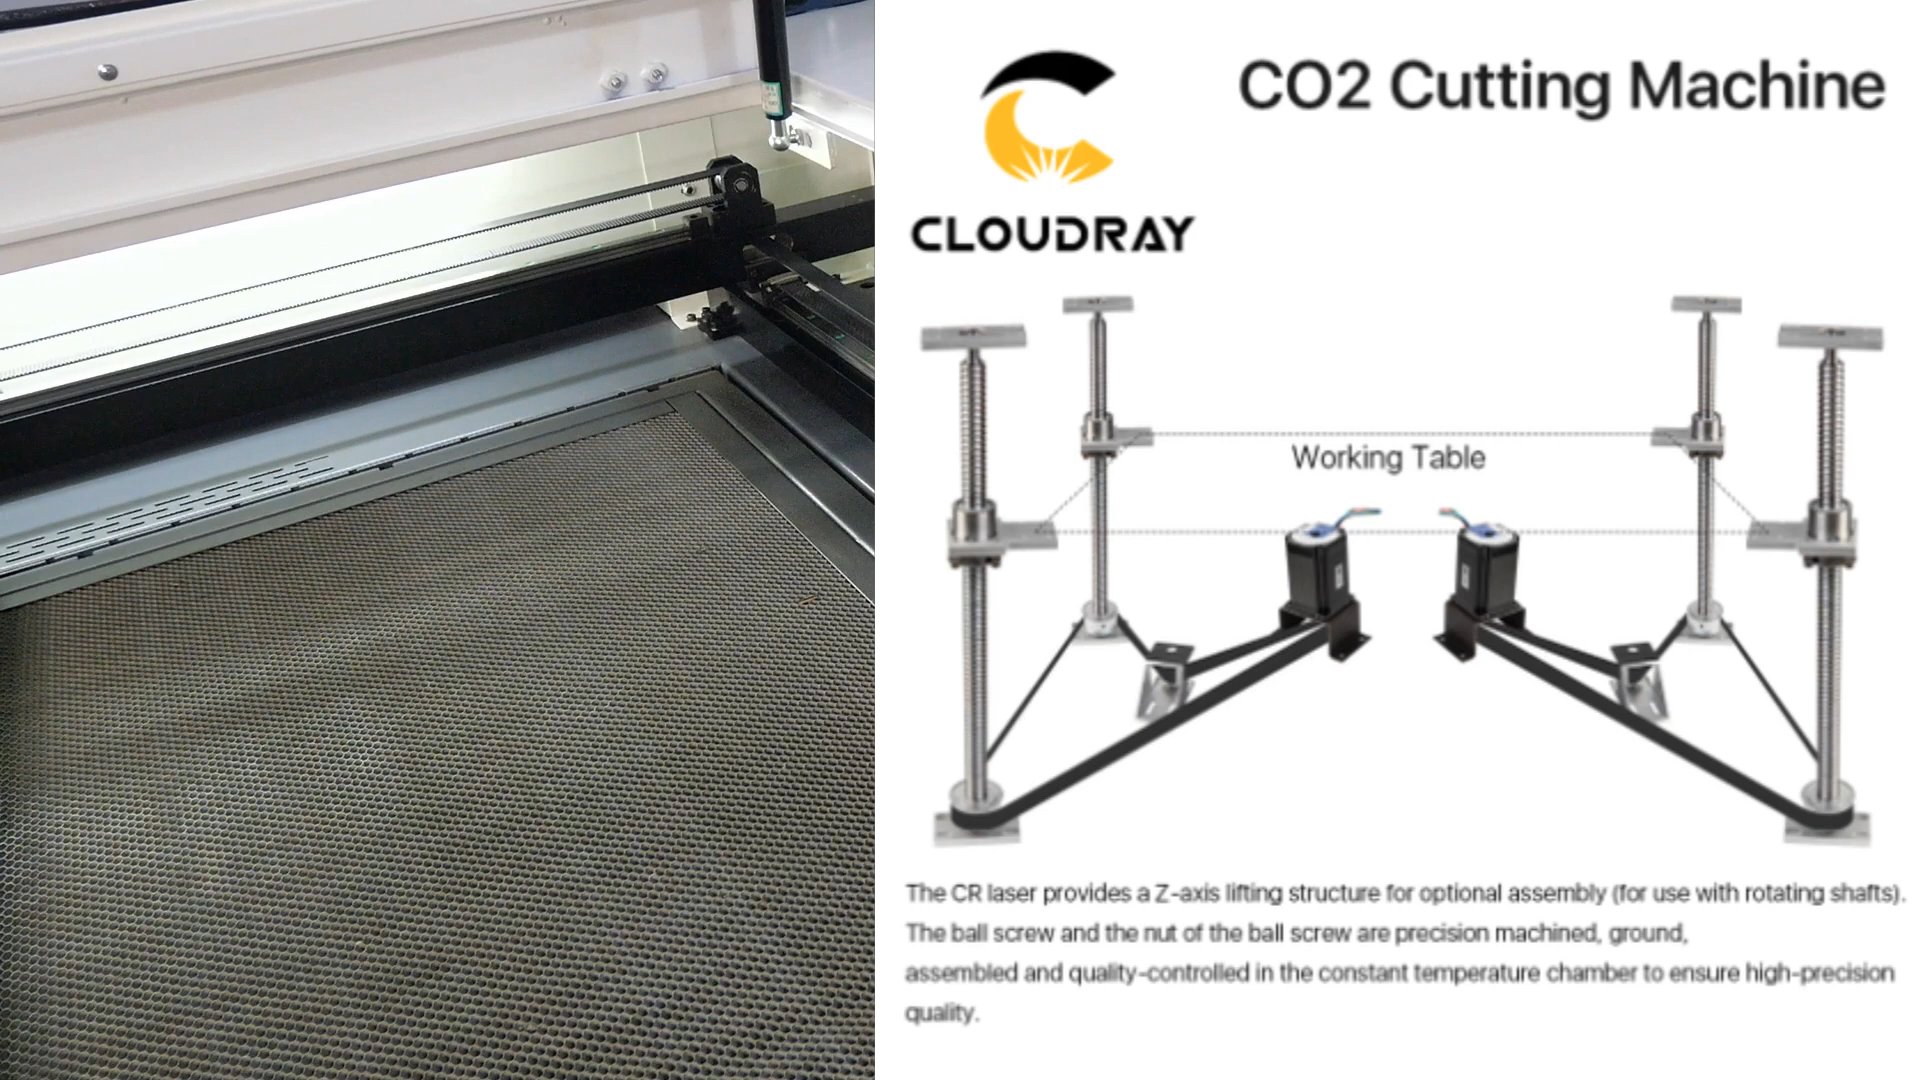 CO2 Cutting Machine
CLOUDRAY
Working Table
The CR laser provides a Z-axis lifting structure for optional assembly (for use with rotating shafts).
The ball screw and the nut of the ball screw are precision machined, ground,
assembled and quality-controlled in the constant temperature chamber to ensure high-precision
quality.